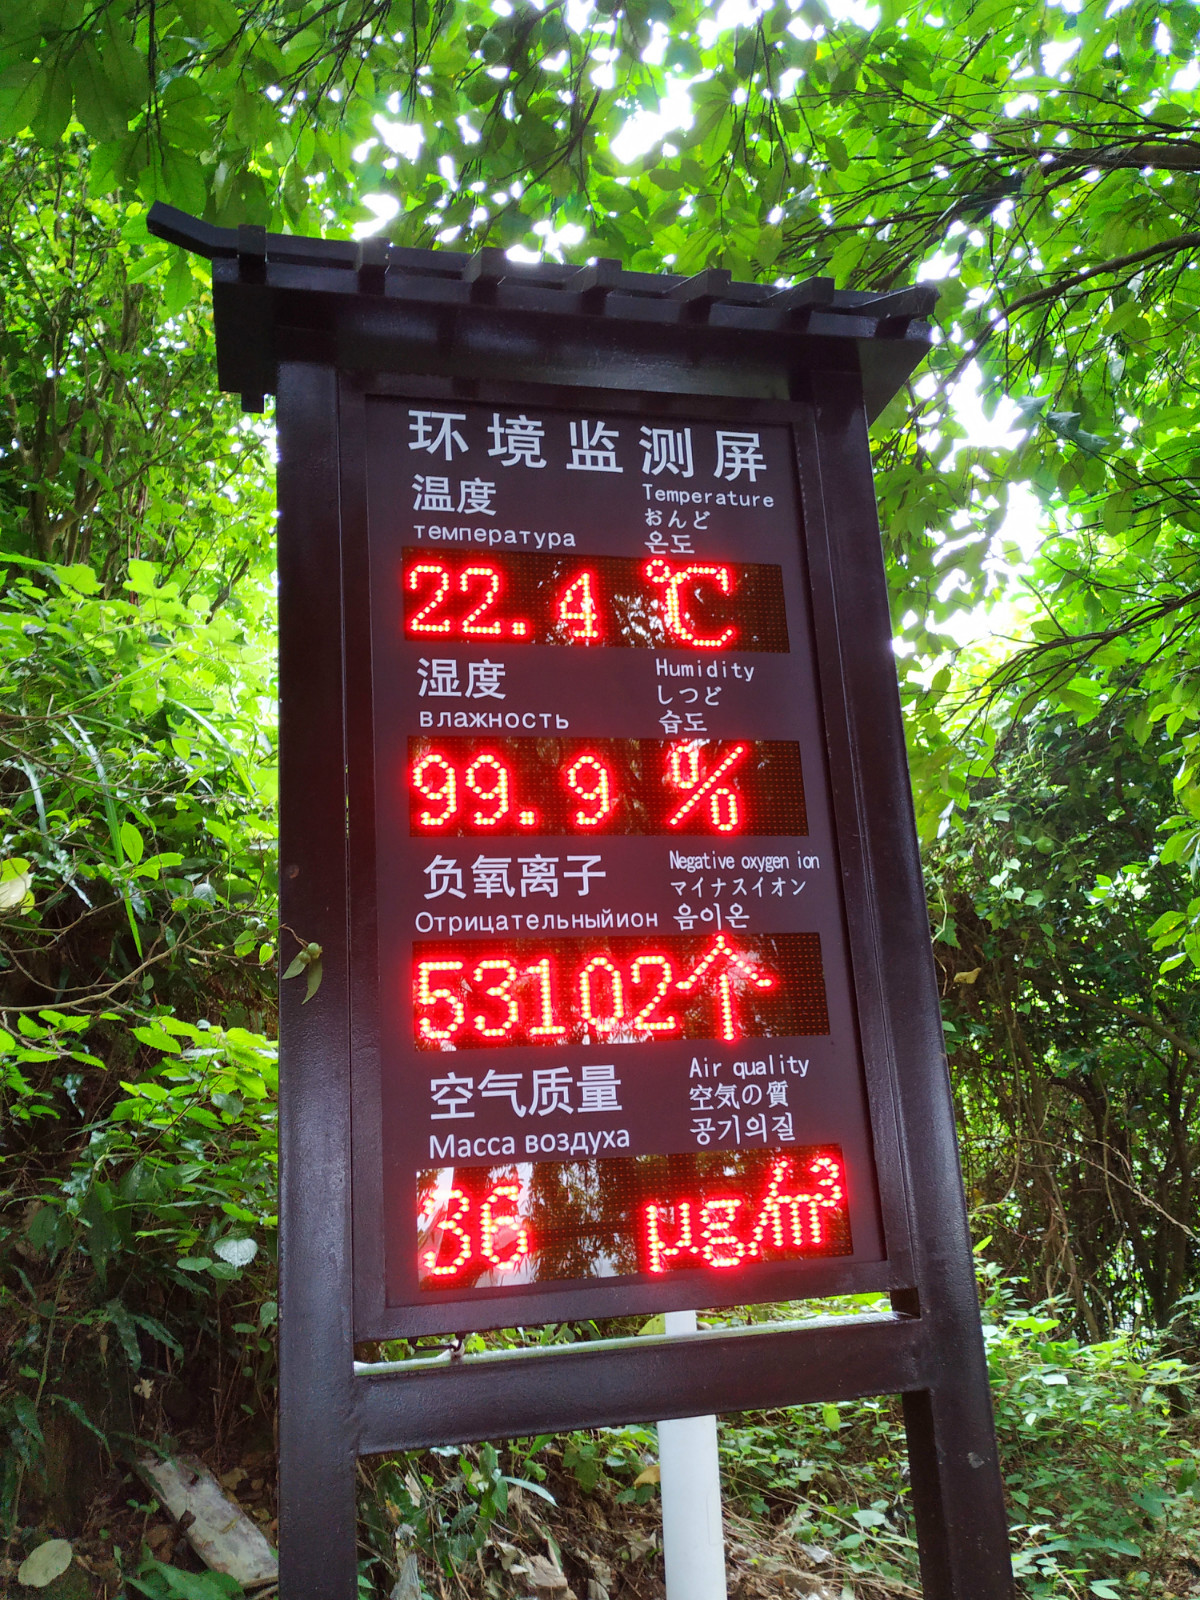 环境监测屏
温度
температура
Temperature
おんど
온도
22.4 ℃
湿度
влажность
Humidity
しつど
습도
99.9 %
负氧离子
Отрицательныйион
Negative oxygen ion
マイナスイオン
음이온
53102个
空气质量
Масса воздуха
Air quality
空気の質
공기의질
36 μg/m³